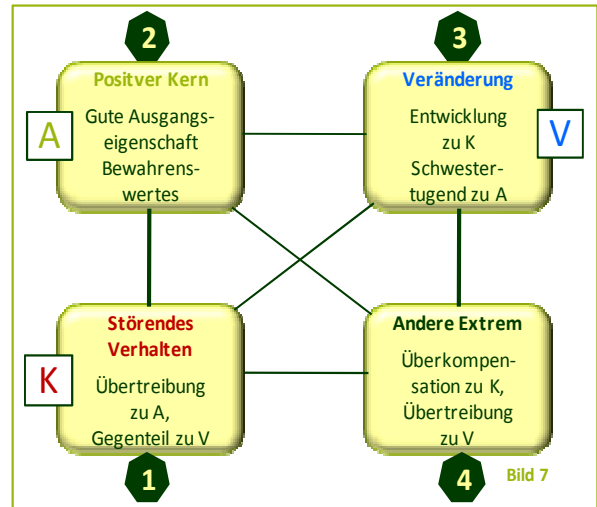 2
3
Positver Kern
Gute Ausgangs-
eigenschaft
Bewahrens-
wertes
A
Veränderung
Entwicklung
zu K
Schwester-
tugend zu A
V
Störendes
Verhalten
Übertreibung
zu A,
Gegenteil zu V
K
Andere Extrem
Überkompen-
sation zu K,
Übertreibung
zu V
1
4
Bild 7